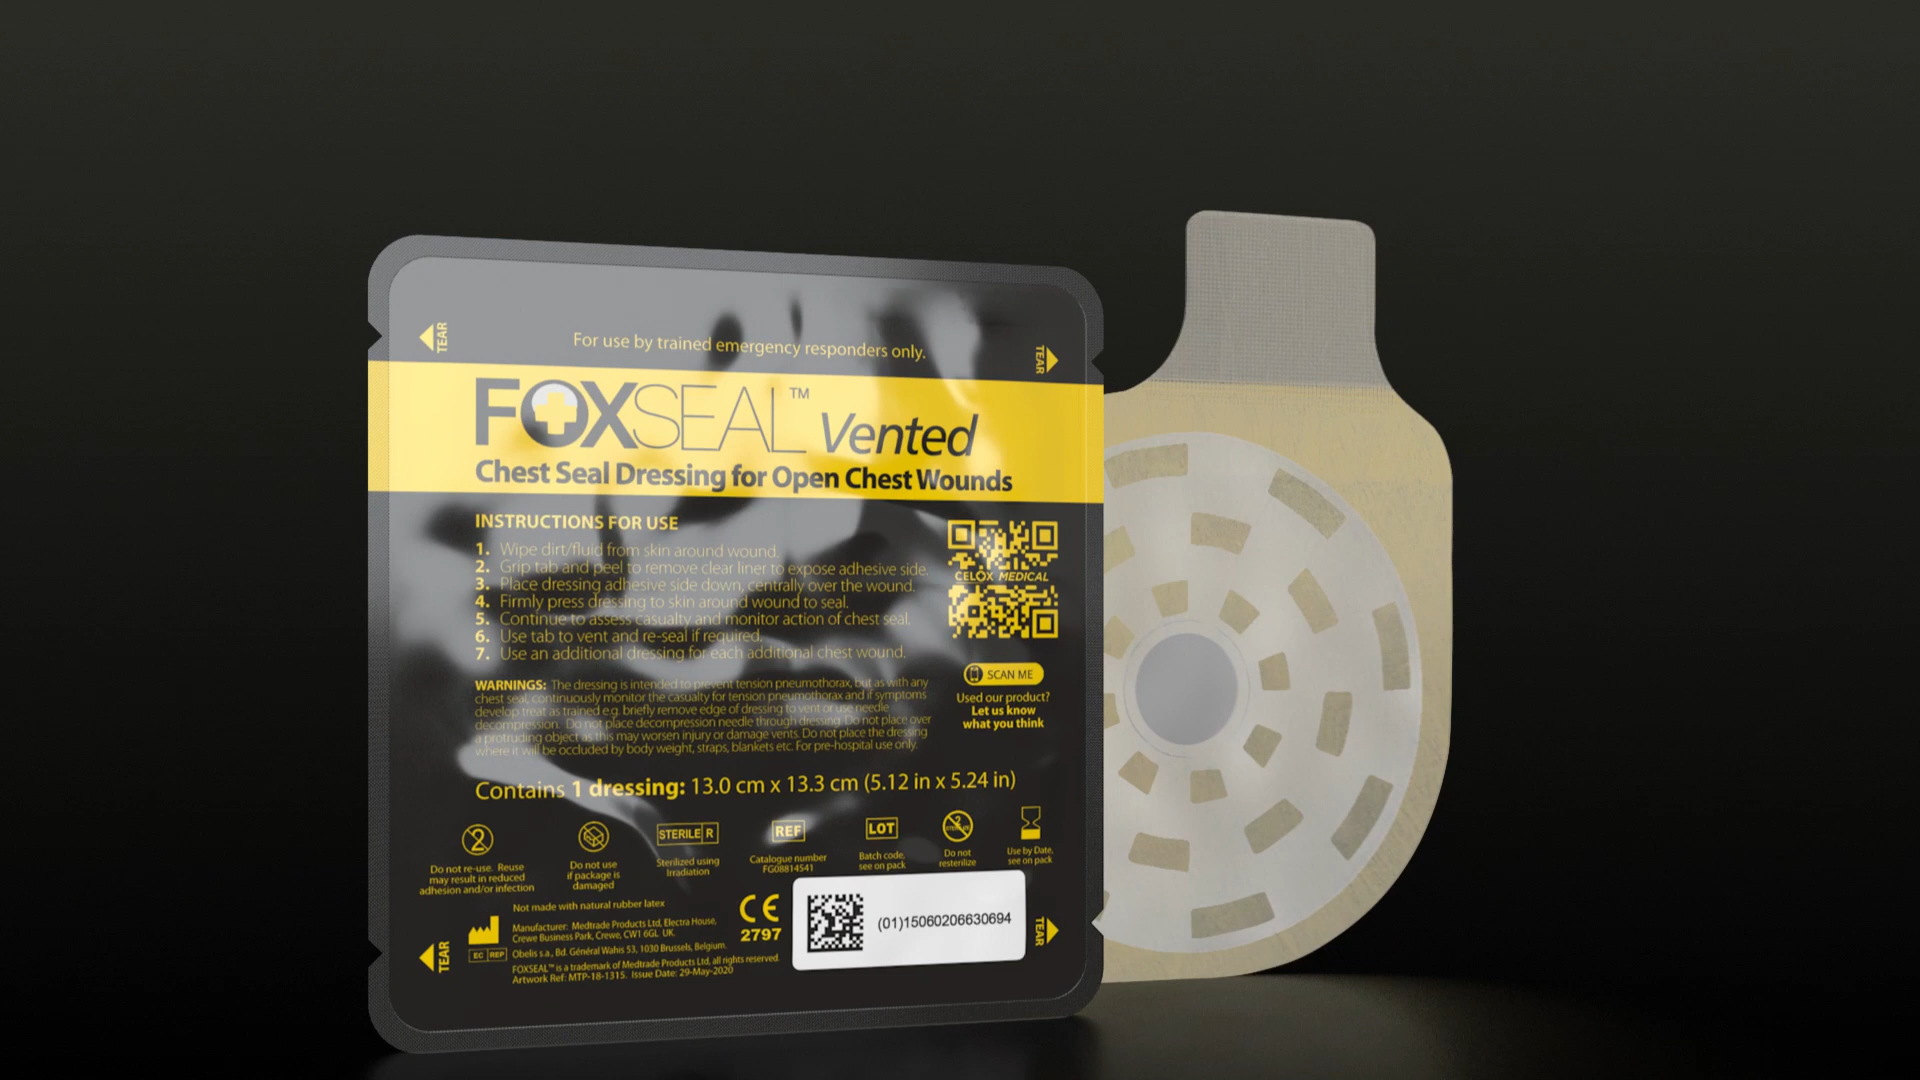 TEAR
For use by trained emergency responders only.
TEAR
FOXSEAL™ Vented
Chest Seal Dressing for Open Chest Wounds
INSTRUCTIONS FOR USE
1. Wipe dirt/fluid from skin around wound.
2. Grip tab and peel to remove clear liner to expose adhesive side.
3. Place dressing adhesive side down, centrally over the wound.
4. Firmly press dressing to skin around wound to seal.
5. Continue to assess casualty and monitor action of chest seal.
6. Use tab to vent and re-seal if required.
7. Use an additional dressing for each additional chest wound.
CELOX MEDICAL
SCAN ME
Used our product?
Let us know
what you think
WARNINGS: The dressing is intended to prevent tension pneumothorax, but as with any
chest seal, continuously monitor the casualty for tension pneumothorax and if symptoms
develop treat as trained e.g. briefly remove edge of dressing to vent or use needle
decompression. Do not place decompression needle through dressing. Do not place over
a protruding object as this may worsen injury or damage vents. Do not place the dressing
where it will be occluded by body weight, straps, blankets etc. For pre-hospital use only.
Contains 1 dressing: 13.0 cm x 13.3 cm (5.12 in x 5.24 in)
2
Do not re-use. Reuse
may result in reduced
adhesion and/or infection
Do not use
if package is
damaged
STERILE R
Sterilized using
Irradiation
REF
Catalogue number
FG08814541
LOT
Batch code,
see on pack
2
STERILIZE
Do not
resterilize
Use by Date,
see on pack
Not made with natural rubber latex
Manufacturer: Medtrade Products Ltd, Electra House,
Crewe Business Park, Crewe, CW1 6GL UK.
EC REP Obelis s.a., Bd. Général Wahis 53, 1030 Brussels, Belgium.
FOXSEAL™ is a trademark of Medtrade Products Ltd, all rights reserved.
Artwork Ref: MTP-18-1315. Issue Date: 29-May-2020
CE
2797
(01)15060206630694
TEAR
TEAR